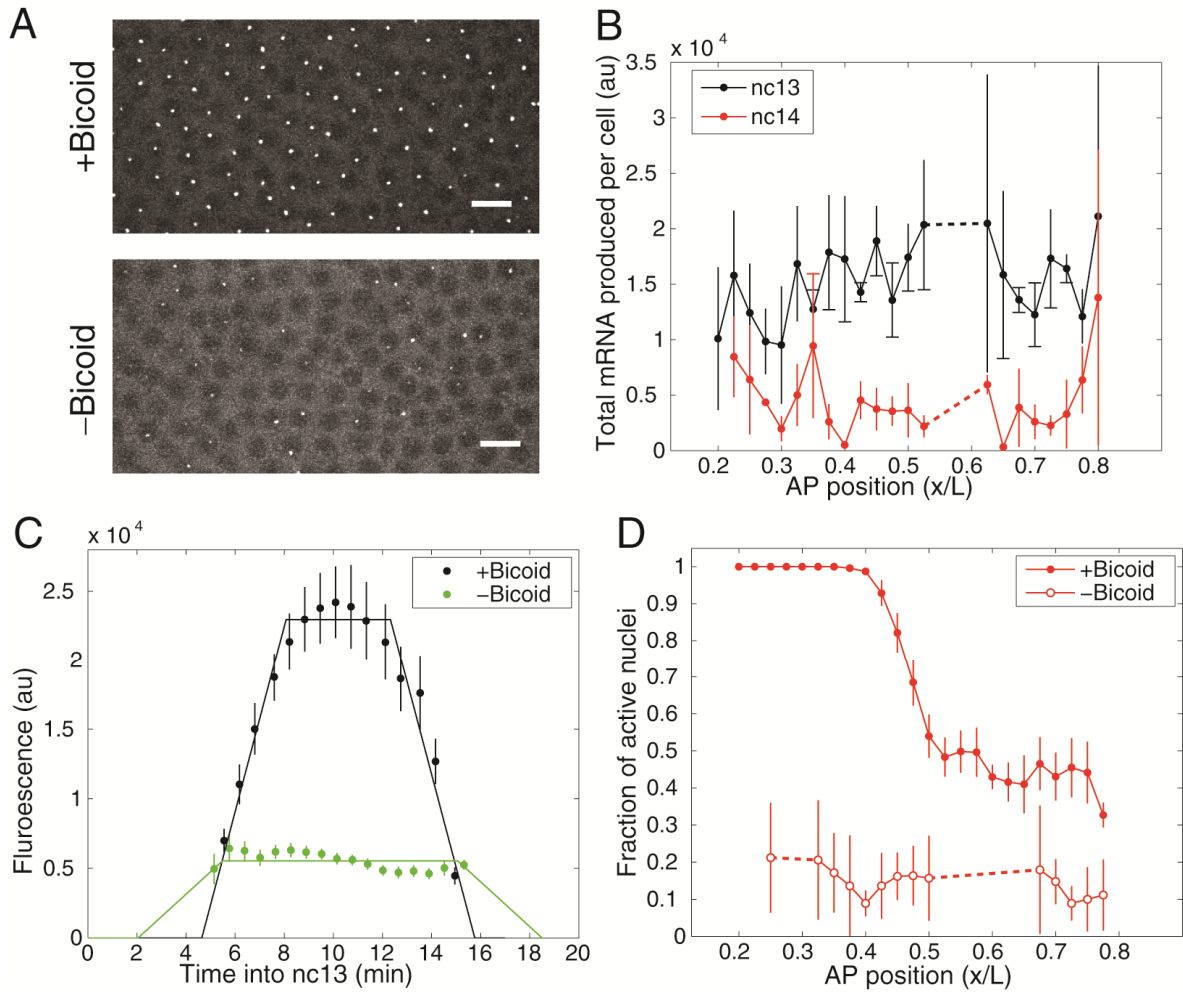 A
+Bicoid
−Bicoid
B
x 10 4
Total mRNA produced per cell (au)
3.5
3
2.5
2
1.5
1
0.5
0
nc13
nc14
0.2 0.3 0.4 0.5 0.6 0.7 0.8
AP position (x/L)
C
x 10 4
Fluroescence (au)
2.5
2
1.5
1
0.5
0
+Bicoid
−Bicoid
0 2 4 6 8 10 12 14 16 18 20
Time into nc13 (min)
D
Fraction of active nuclei
1
0.9
0.8
0.7
0.6
0.5
0.4
0.3
0.2
0.1
0
+Bicoid
−Bicoid
0.2 0.3 0.4 0.5 0.6 0.7 0.8
AP position (x/L)